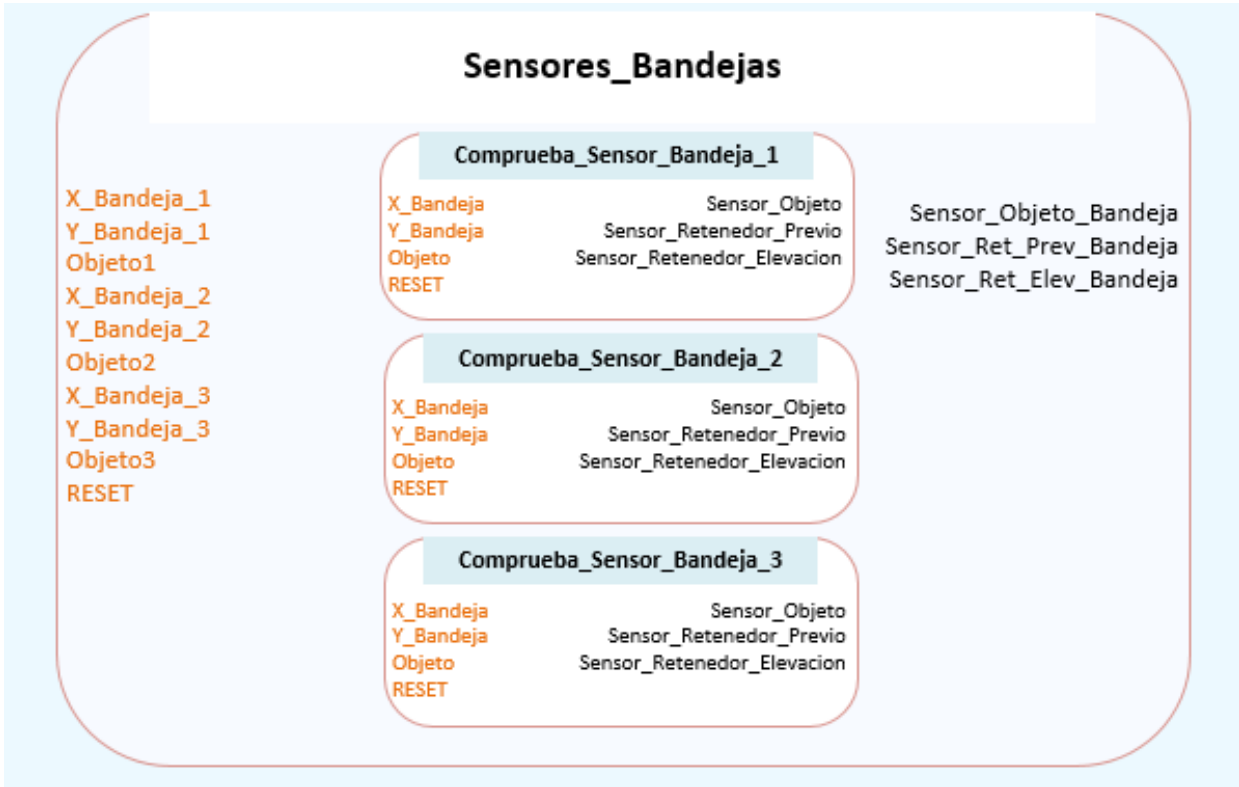 Sensores_Bandejas
X_Bandeja_1
Y_Bandeja_1
Objeto1
X_Bandeja_2
Y_Bandeja_2
Objeto2
X_Bandeja_3
Y_Bandeja_3
Objeto3
RESET
Comprueba_Sensor_Bandeja_1
X_Bandeja Sensor_Objeto
Y_Bandeja Sensor_Retenedor_Previo
Objeto Sensor_Retenedor_Elevacion
RESET
Comprueba_Sensor_Bandeja_2
X_Bandeja Sensor_Objeto
Y_Bandeja Sensor_Retenedor_Previo
Objeto Sensor_Retenedor_Elevacion
RESET
Comprueba_Sensor_Bandeja_3
X_Bandeja Sensor_Objeto
Y_Bandeja Sensor_Retenedor_Previo
Objeto Sensor_Retenedor_Elevacion
RESET
Sensor_Objeto_Bandeja
Sensor_Ret_Prev_Bandeja
Sensor_Ret_Elev_Bandeja